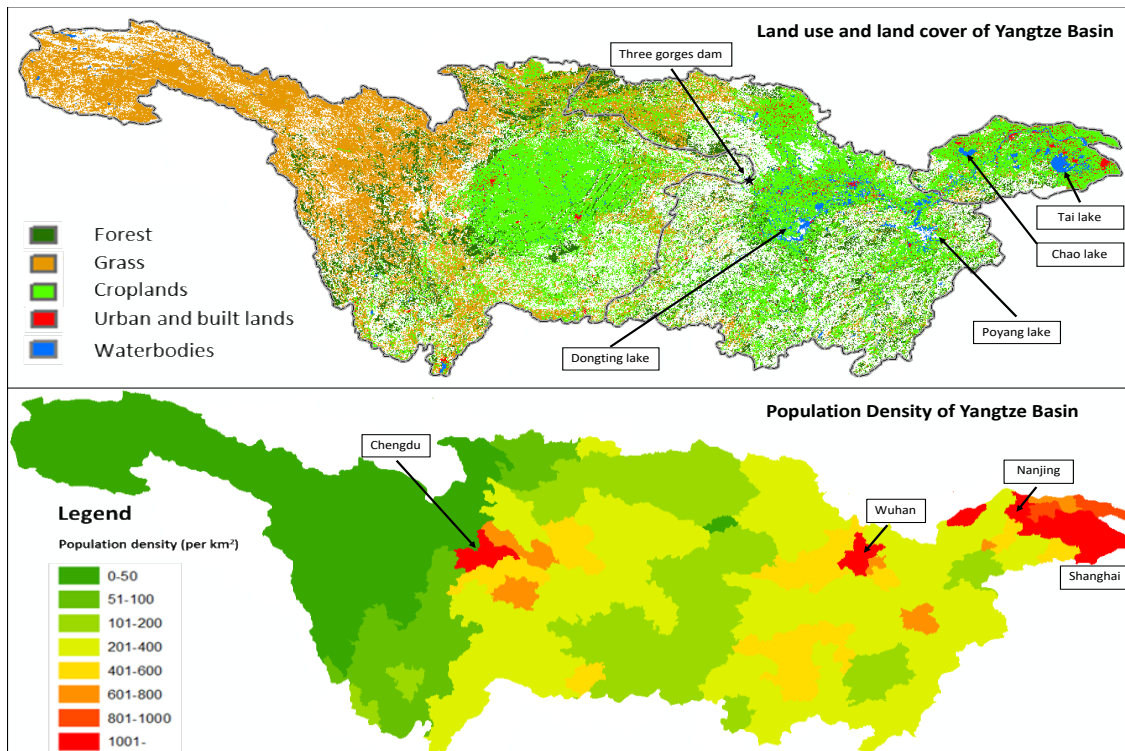 Land use and land cover of Yangtze Basin
Three gorges dam
Forest
Grass
Croplands
Urban and built lands
Waterbodies
Tai lake
Chao lake
Poyang lake
Dongting lake
Population Density of Yangtze Basin
Chengdu
Nanjing
Wuhan
Shanghai
Legend
Population density (per km²)
0-50
51-100
101-200
201-400
401-600
601-800
801-1000
1001-